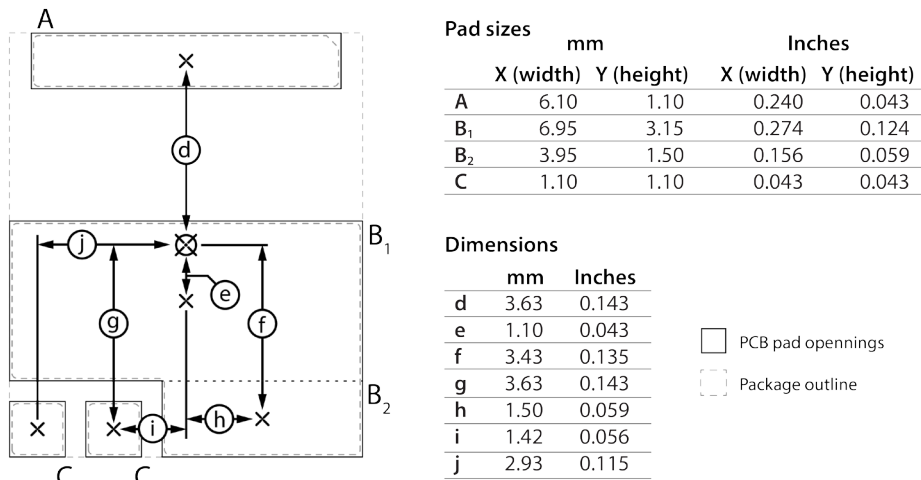 A
d
B1
j
e
g
f
B2
h
i
C
C
Pad sizes
mm Inches
X (width) Y (height) X (width) Y (height)
A 6.10 1.10 0.240 0.043
B1 6.95 3.15 0.274 0.124
B2 3.95 1.50 0.156 0.059
C 1.10 1.10 0.043 0.043
Dimensions
mm Inches
d 3.63 0.143
e 1.10 0.043
f 3.43 0.135
g 3.63 0.143
h 1.50 0.059
i 1.42 0.056
j 2.93 0.115
PCB pad opennings
Package outline